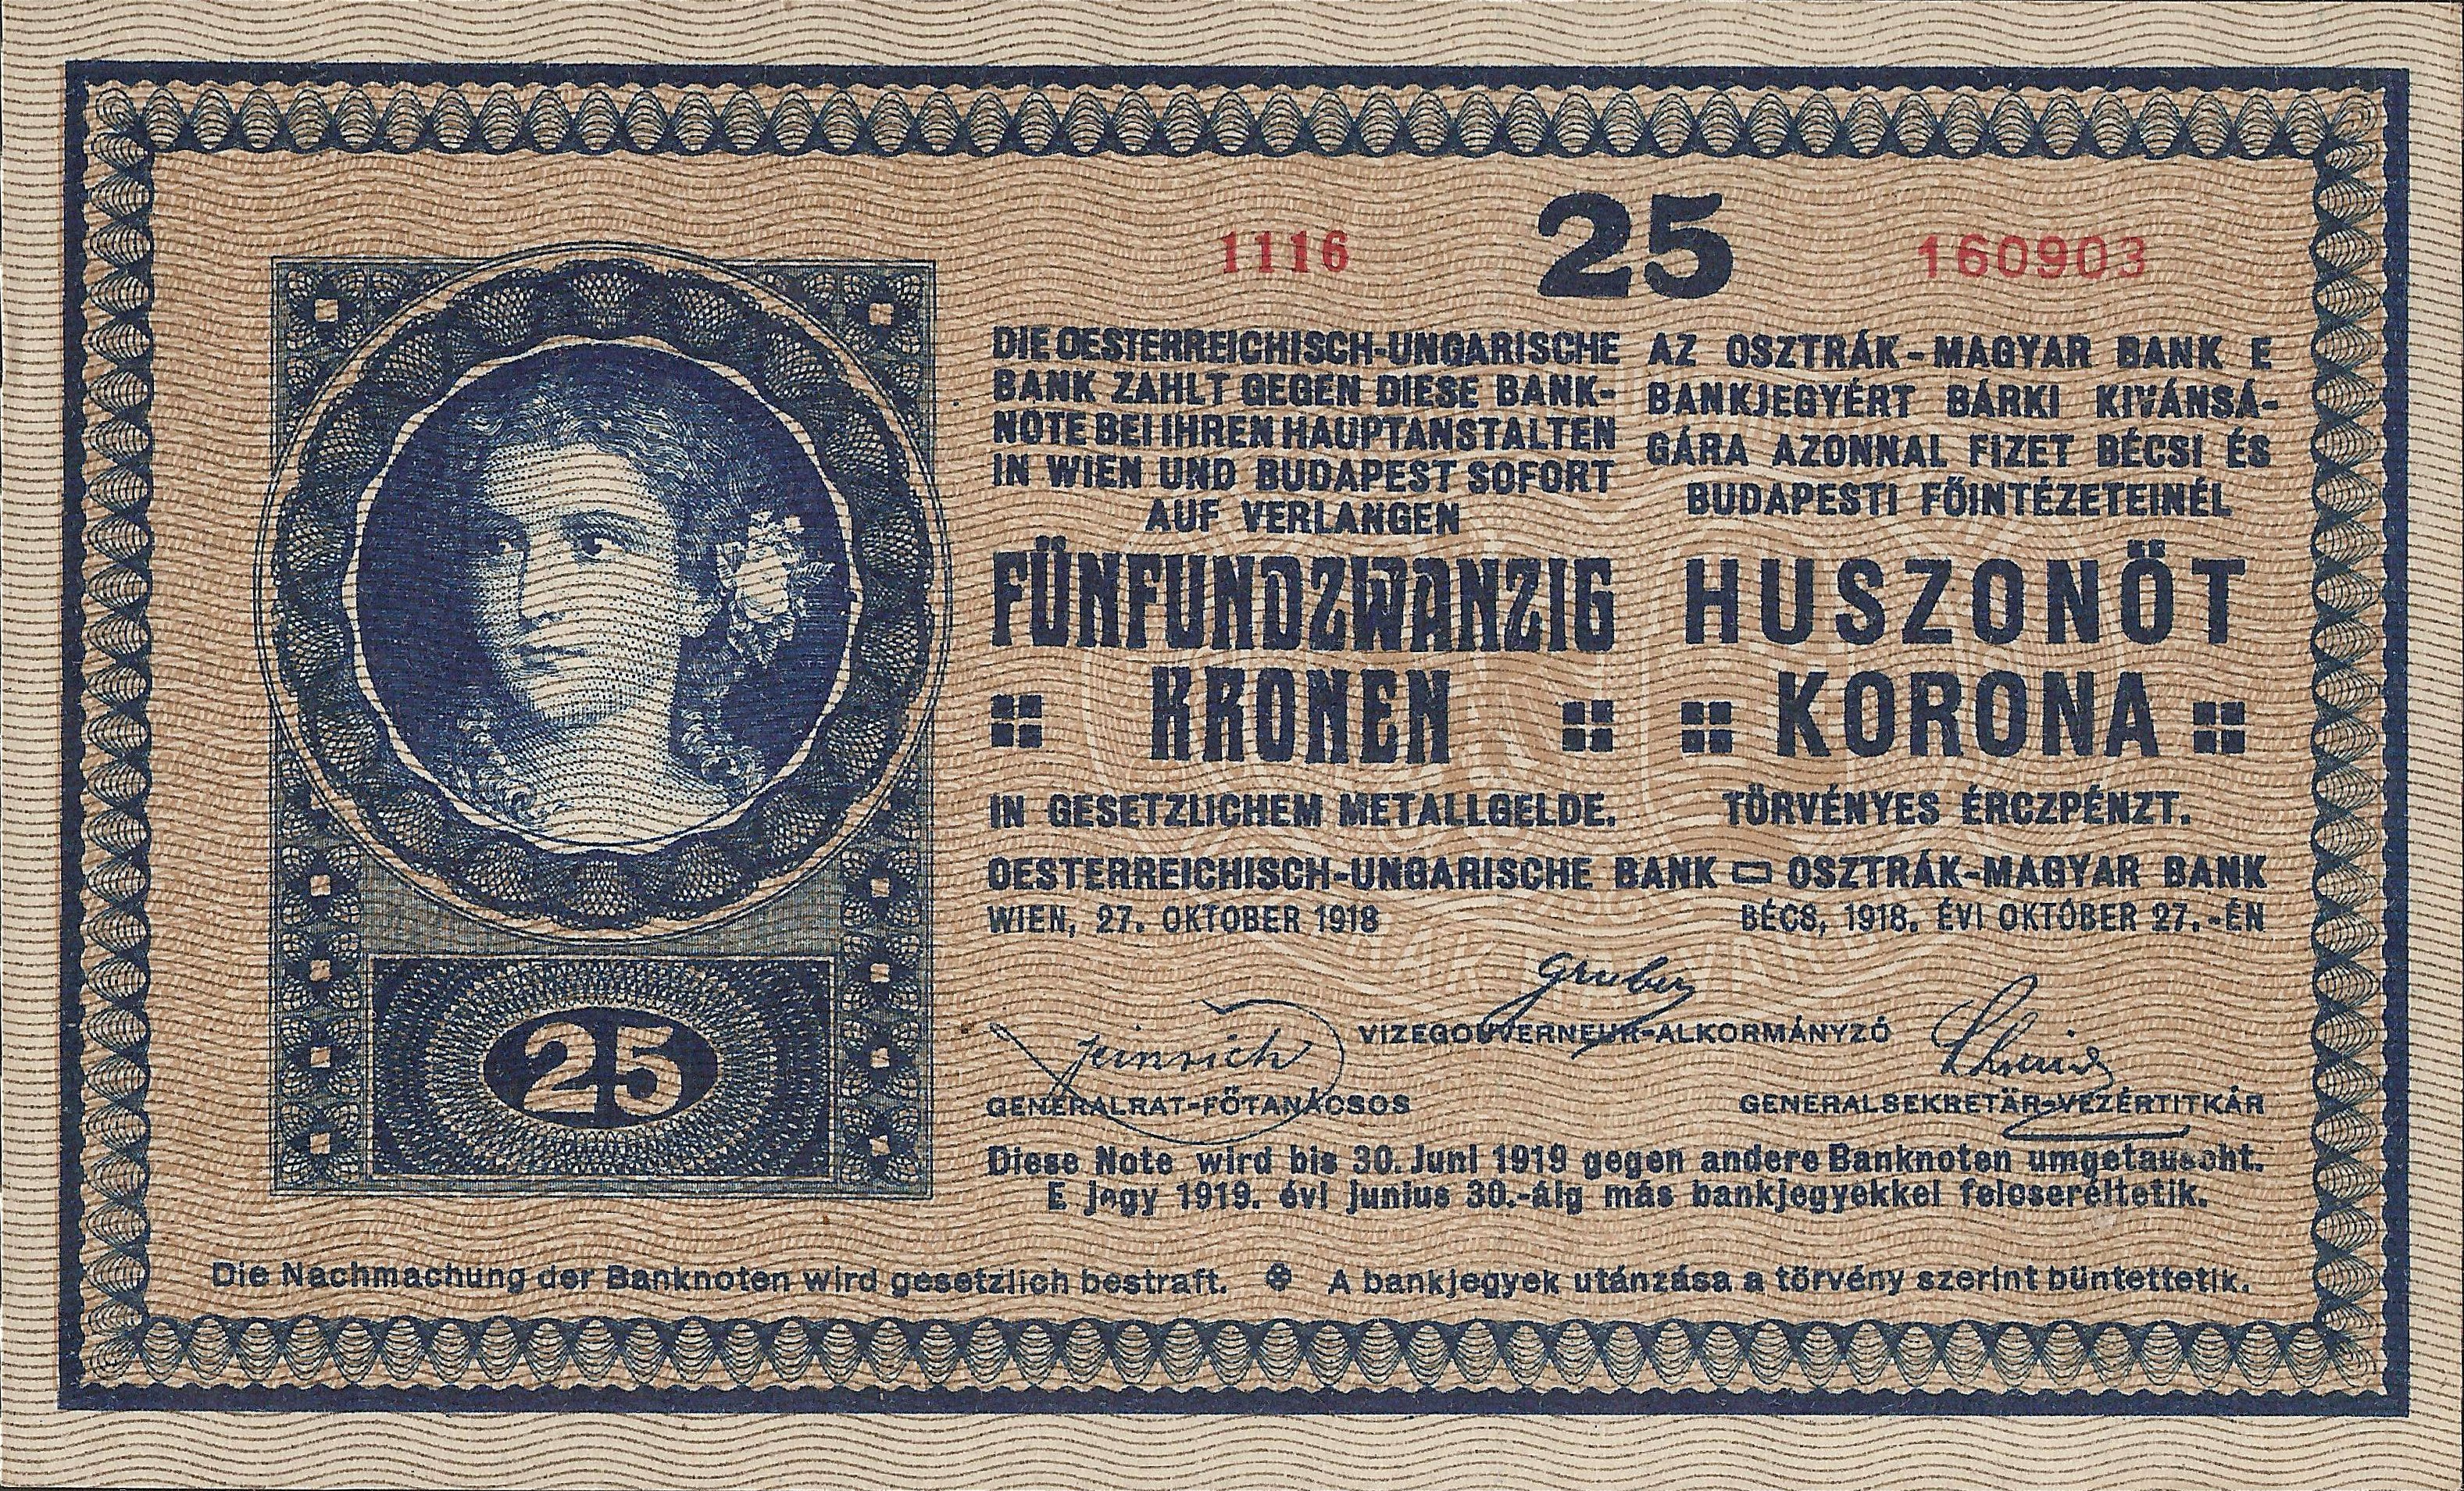 1116
25
160903
DIE OESTERREICHISCH-UNGARISCHE
BANK ZAHLT GEGEN DIESE BANK-
NOTE BEI IHREN HAUPTANSTALTEN
IN WIEN UND BUDAPEST SOFORT
AUF VERLANGEN
FÜNFUNDZWANZIG
KRONEN
IN GESETZLICHEM METALLGELDE.
AZ OSZTRÁK-MAGYAR BANK E
BANKJEGYÉRT BÁRKI KIVÁNSÁ-
GÁRA AZONNAL FIZET BÉCSI ÉS
BUDAPESTI FŐINTÉZETEINÉL
HUSZONÖT
KORONA
TÖRVÉNYES ÉRCZPÉNZT.
OESTERREICHISCH-UNGARISCHE BANK OSZTRÁK-MAGYAR BANK
WIEN, 27. OKTOBER 1918
BÉCS, 1918. ÉVI OKTÓBER 27.-ÉN
Gruber
VIZEGOUVERNEUR-ALKORMÁNYZÓ
GENERALRAT-FŐTANÁCSOS
GENERALSEKRETÄR-VEZÉRTITKÁR
25
Diese Note wird bis 30. Juni 1919 gegen andere Banknoten umgetauscht.
E jegy 1919. évi junius 30.-áig más bankjegyekkel felcseréltetik.
Die Nachmachung der Banknoten wird gesetzlich bestraft.
A bankjegyek utánzása a törvény szerint büntettetik.